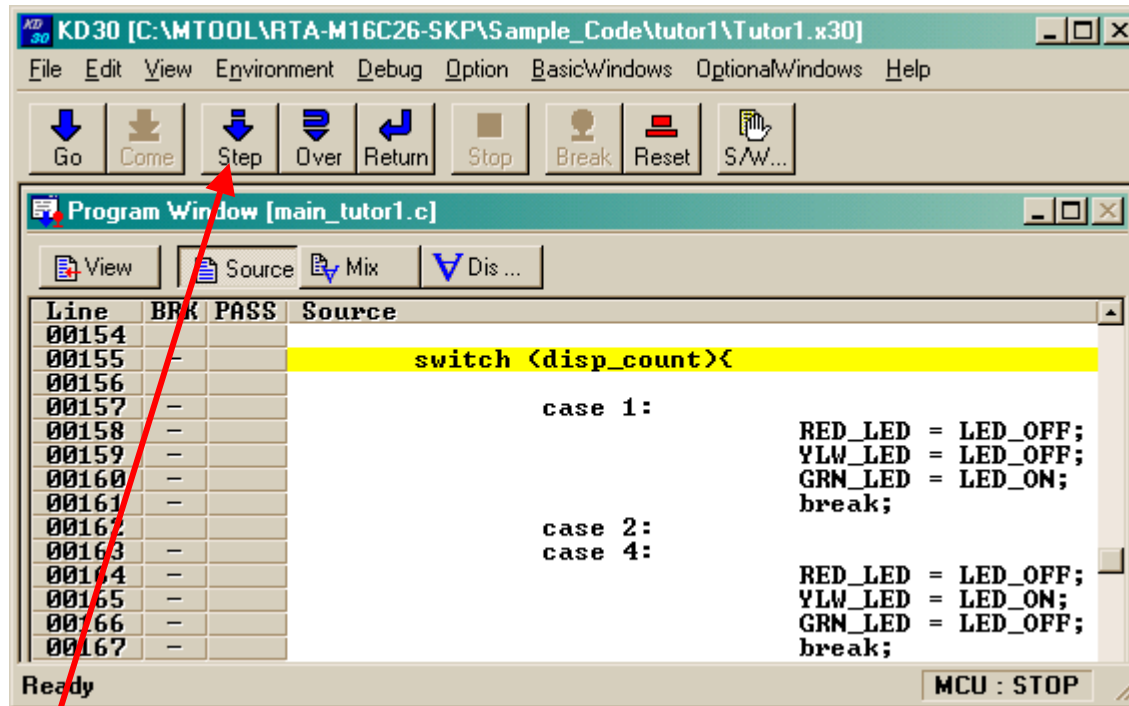 KD30 [C:\MTOOL\RTA-M16C26-SKP\Sample_Code\tutor1\Tutor1.x30]
File Edit View Environment Debug Option BasicWindows OptionalWindows Help
Go Come Step Over Return Stop Break Reset S/W...
Program Window [main_tutor1.c]
View Source Mix Dis ...
Line BRK PASS Source
00154
00155 - switch (disp_count){
00156
00157 - case 1:
00158 - RED_LED = LED_OFF;
00159 - YLW_LED = LED_OFF;
00160 - GRN_LED = LED_ON;
00161 - break;
00162 case 2:
00163 - case 4:
00164 - RED_LED = LED_OFF;
00165 - YLW_LED = LED_ON;
00166 - GRN_LED = LED_OFF;
00167 - break;
Ready MCU : STOP